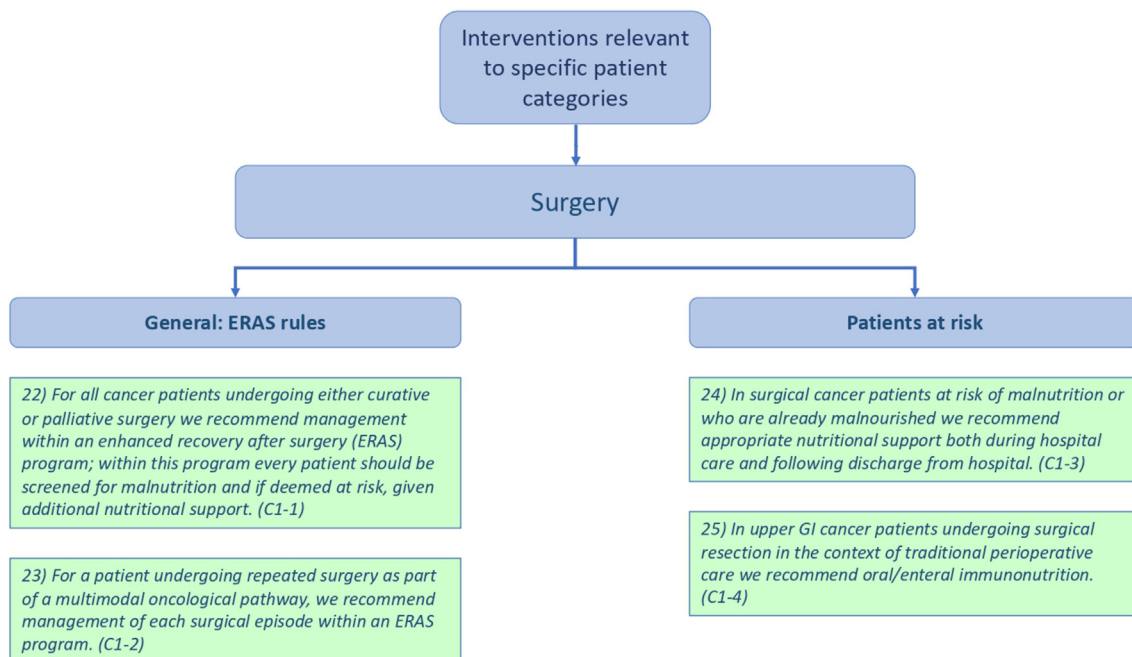 Interventions relevant
to specific patient
categories
Surgery
General: ERAS rules
22) For all cancer patients undergoing either curative
or palliative surgery we recommend management
within an enhanced recovery after surgery (ERAS)
program; within this program every patient should be
screened for malnutrition and if deemed at risk, given
additional nutritional support. (C1-1)
23) For a patient undergoing repeated surgery as part
of a multimodal oncological pathway, we recommend
management of each surgical episode within an ERAS
program. (C1-2)
Patients at risk
24) In surgical cancer patients at risk of malnutrition or
who are already malnourished we recommend
appropriate nutritional support both during hospital
care and following discharge from hospital. (C1-3)
25) In upper GI cancer patients undergoing surgical
resection in the context of traditional perioperative
care we recommend oral/enteral immunonutrition.
(C1-4)